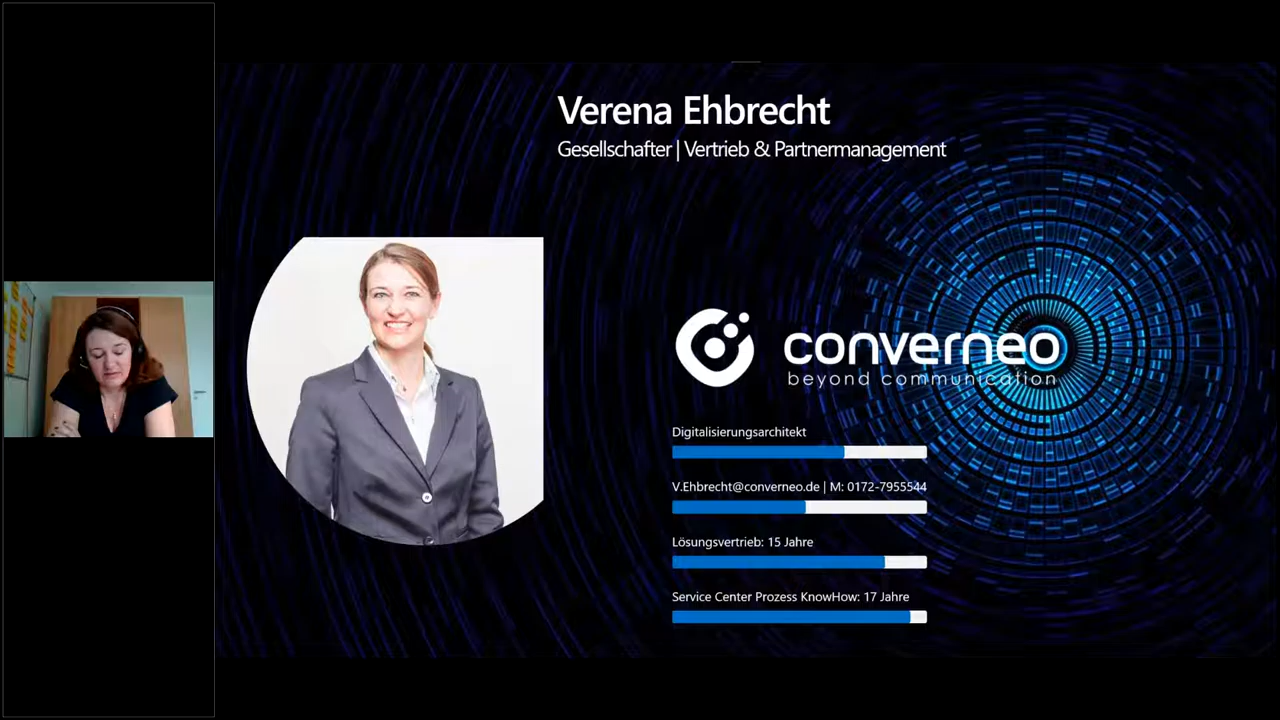 Verena Ehbrecht
Gesellschafter | Vertrieb & Partnermanagement
converneo
beyond communication
Digitalisierungsarchitekt
V.Ehbrecht@converneo.de | M: 0172-7955544
Lösungsvertrieb: 15 Jahre
Service Center Prozess KnowHow: 17 Jahre